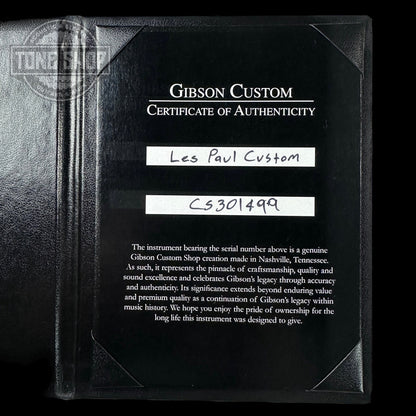 TONE SHOP
GIBSON CUSTOM
CERTIFICATE OF AUTHENTICITY
Les Paul Custom
CS301499
The instrument bearing the serial number above is a genuine
Gibson Custom Shop creation made in Nashville, Tennessee.
As such, it represents the pinnacle of craftsmanship, quality and
sound excellence and celebrates Gibson's legacy through accuracy
and authenticity. Its significance extends beyond enduring value
and premium quality as a continuation of Gibson's legacy within
music history. We hope you enjoy the pride of ownership for the
long life this instrument was designed to give.